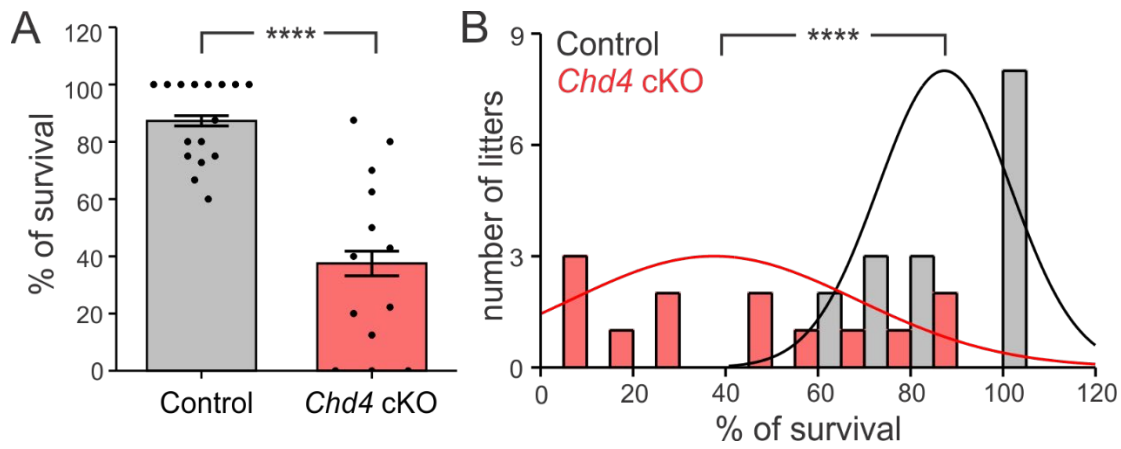 A
120
100
80
60
40
20
0
% of survival
****
Control
Chd4 cKO
B
9
6
3
0
number of litters
Control
Chd4 cKO
****
0
20
40
60
80
100
120
% of survival